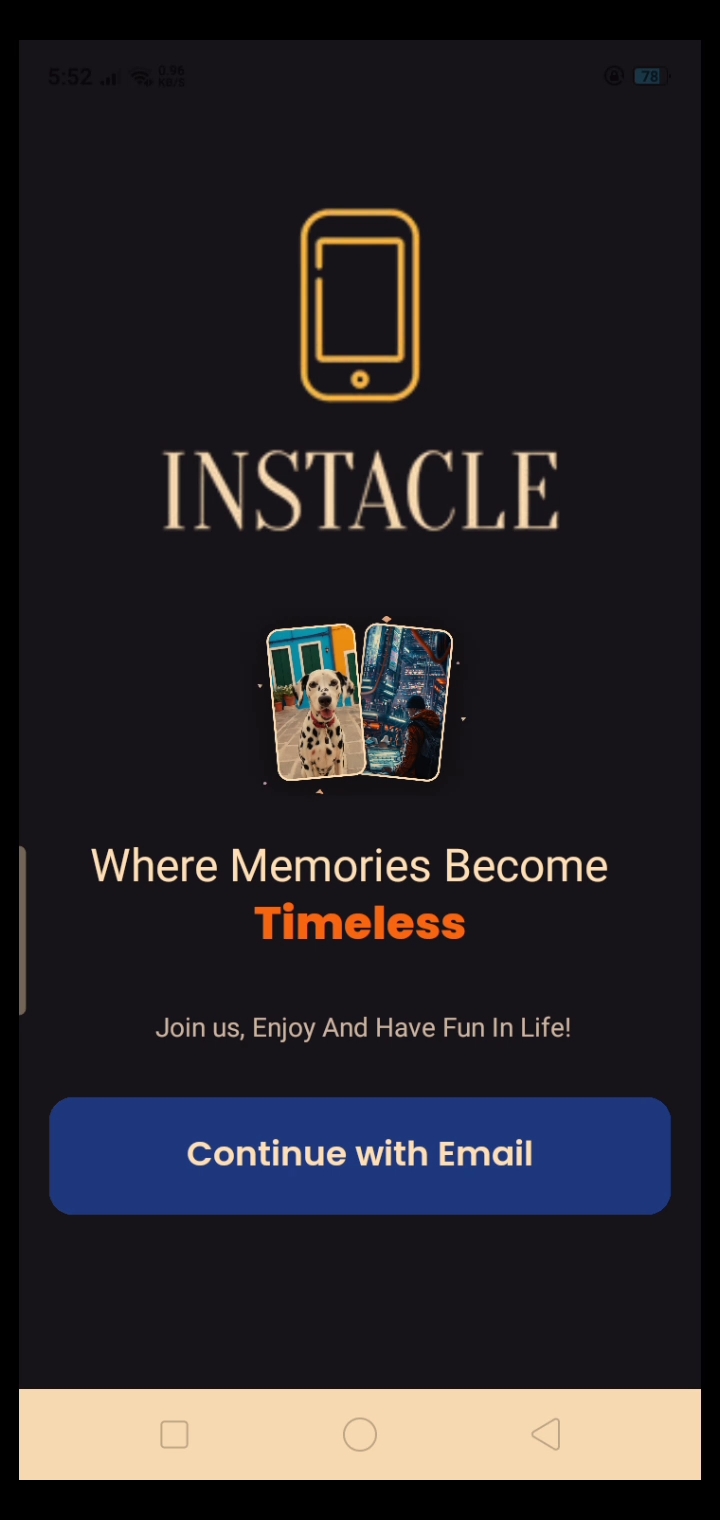 5:52 0.86 KB/S 78
INSTACLE
Where Memories Become
Timeless
Join us, Enjoy And Have Fun In Life!
Continue with Email